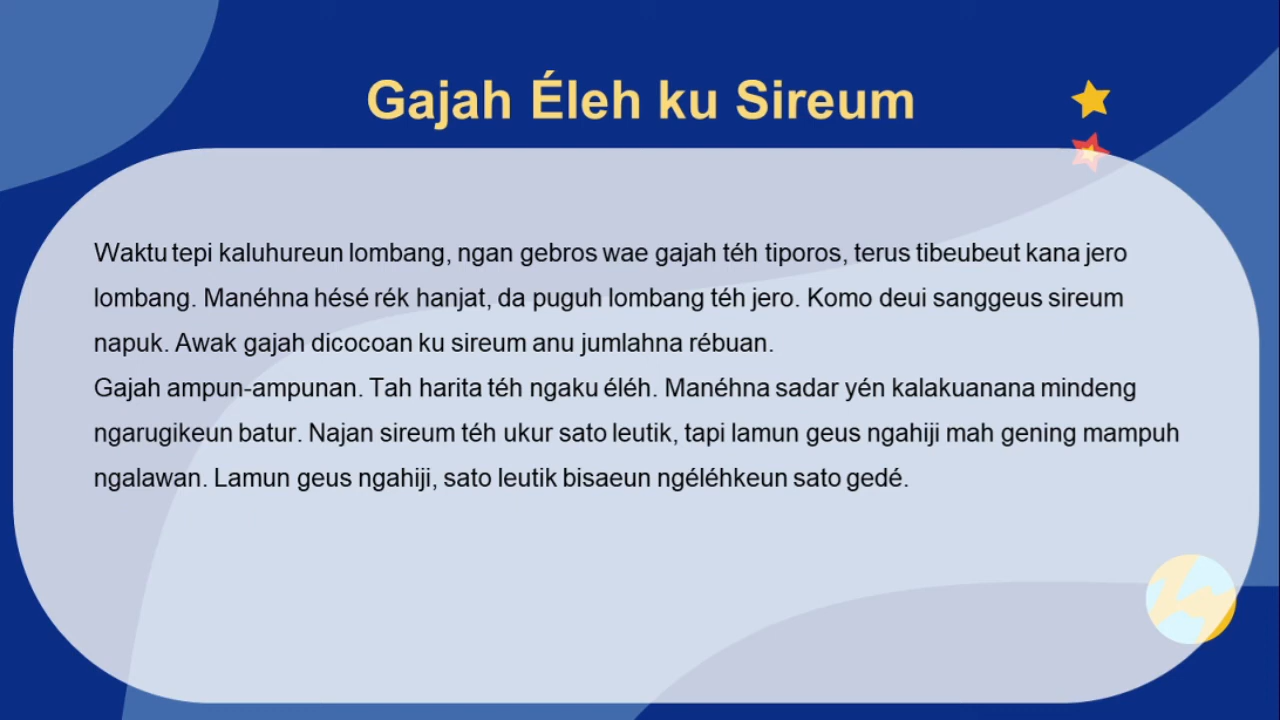 Gajah Éleh ku Sireum
Waktu tepi kaluhureun lombang, ngan gebros wae gajah téh tiporos, terus tibeubeut kana jero
lombang. Manéhna hésé rék hanjat, da puguh lombang téh jero. Komo deui sanggeus sireum
napuk. Awak gajah dicocoan ku sireum anu jumlahna rébuan.
Gajah ampun-ampunan. Tah harita téh ngaku éléh. Manéhna sadar yén kalakuanana mindeng
ngarugikeun batur. Najan sireum téh ukur sato leutik, tapi lamun geus ngahiji mah gening mampuh
ngalawan. Lamun geus ngahiji, sato leutik bisaeun ngéléhkeun sato gedé.